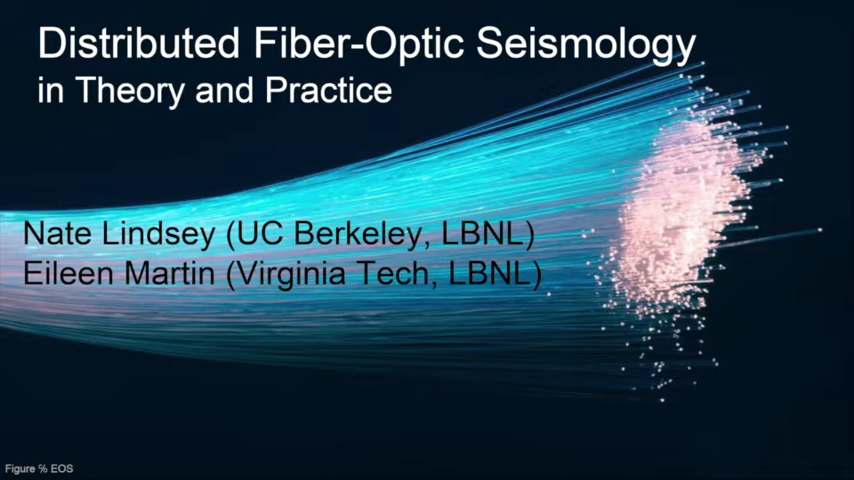 Distributed Fiber-Optic Seismology
in Theory and Practice
Nate Lindsey (UC Berkeley, LBNL)
Eileen Martin (Virginia Tech, LBNL)
Figure ℅ EOS